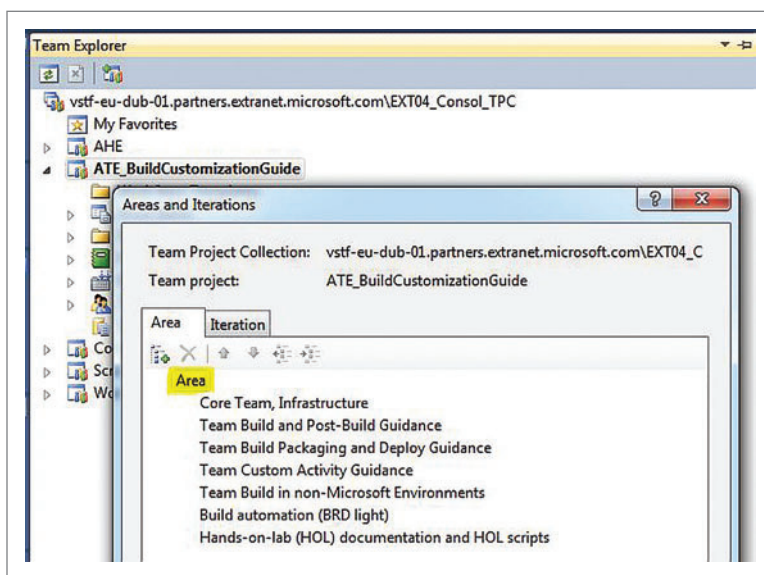 Team Explorer
vstf-eu-dub-01.partners.extranet.microsoft.com\EXT04_Consol_TPC
My Favorites
AHE
ATE_BuildCustomizationGuide
Areas and Iterations
Team Project Collection: vstf-eu-dub-01.partners.extranet.microsoft.com\EXT04_C
Team project: ATE_BuildCustomizationGuide
Area Iteration
Area
Core Team, Infrastructure
Team Build and Post-Build Guidance
Team Build Packaging and Deploy Guidance
Team Custom Activity Guidance
Team Build in non-Microsoft Environments
Build automation (BRD light)
Hands-on-lab (HOL) documentation and HOL scripts
Co
Scr
Wo